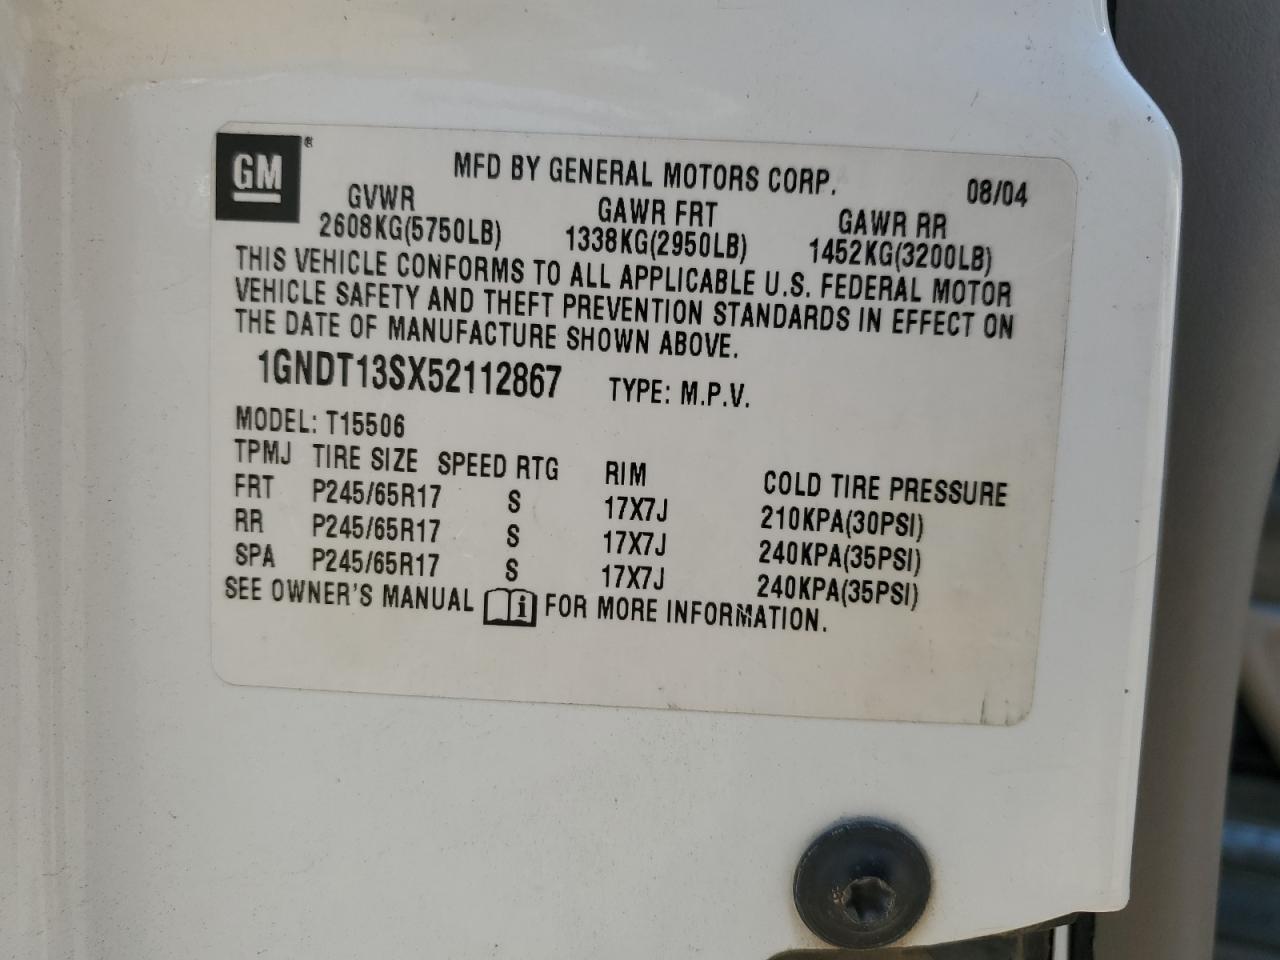 GM ®
MFD BY GENERAL MOTORS CORP. 08/04
GVWR GAWR FRT GAWR RR
2608KG(5750LB) 1338KG(2950LB) 1452KG(3200LB)
THIS VEHICLE CONFORMS TO ALL APPLICABLE U.S. FEDERAL MOTOR
VEHICLE SAFETY AND THEFT PREVENTION STANDARDS IN EFFECT ON
THE DATE OF MANUFACTURE SHOWN ABOVE.
1GNDT13SX52112867 TYPE: M.P.V.
MODEL: T15506
TPMJ TIRE SIZE SPEED RTG RIM COLD TIRE PRESSURE
FRT P245/65R17 S 17X7J 210KPA(30PSI)
RR P245/65R17 S 17X7J 240KPA(35PSI)
SPA P245/65R17 S 17X7J 240KPA(35PSI)
SEE OWNER'S MANUAL i FOR MORE INFORMATION.